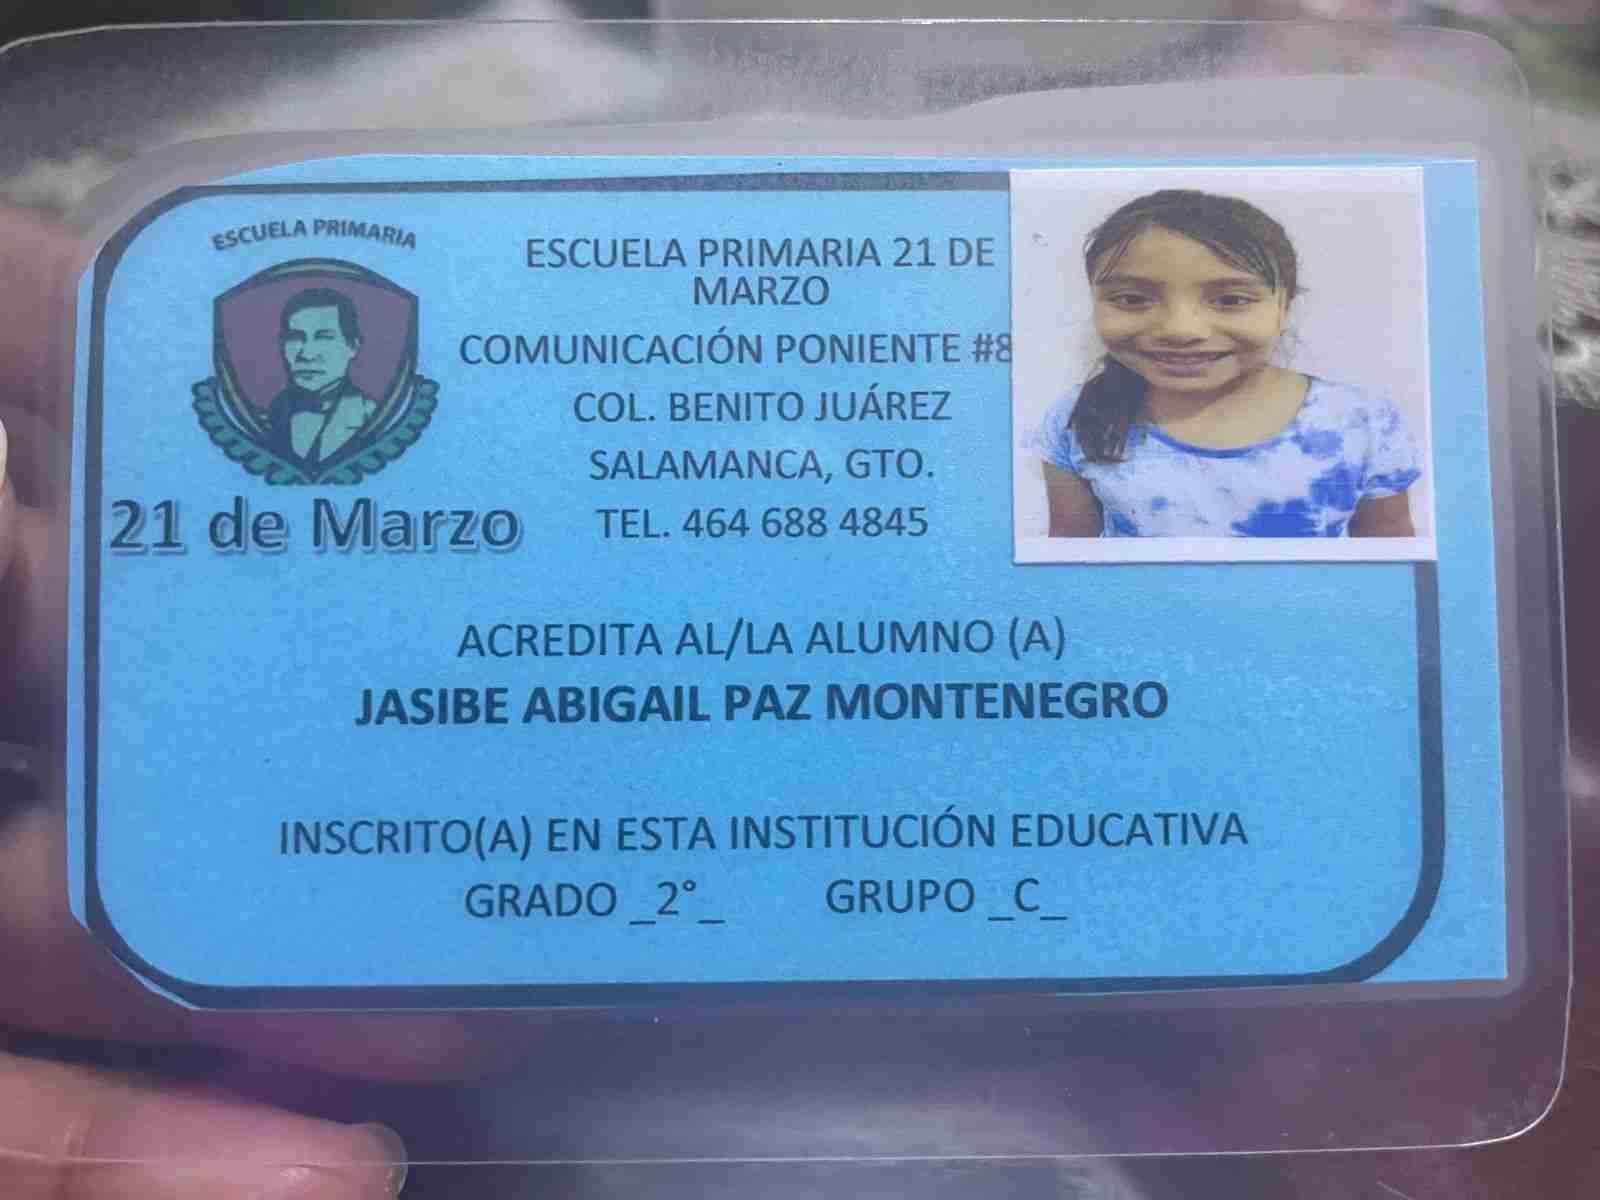 ESCUELA PRIMARIA
21 de Marzo
ESCUELA PRIMARIA 21 DE
MARZO
COMUNICACIÓN PONIENTE #8
COL. BENITO JUÁREZ
SALAMANCA, GTO.
TEL. 464 688 4845
ACREDITA AL/LA ALUMNO (A)
JASIBE ABIGAIL PAZ MONTENEGRO
INSCRITO(A) EN ESTA INSTITUCIÓN EDUCATIVA
GRADO _2°_ GRUPO _C_